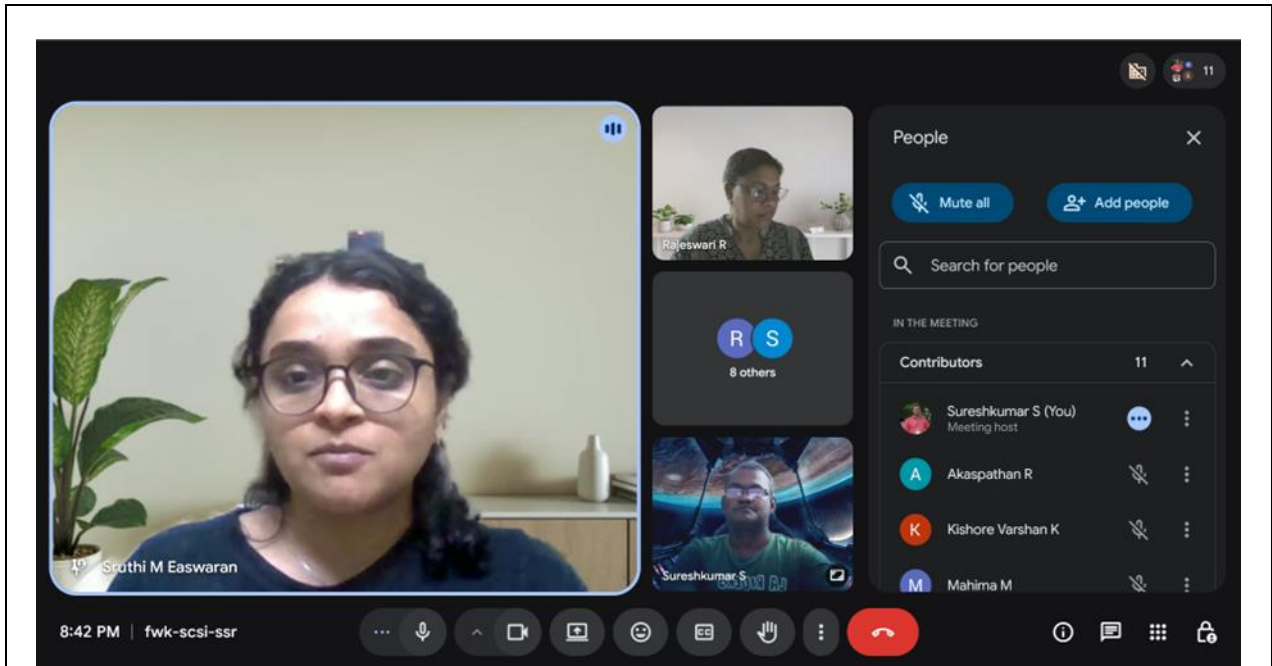 11
People
Mute all
Add people
Search for people
IN THE MEETING
Contributors 11
Sureshkumar S (You)
Meeting host
A Akaspathan R
K Kishore Varshan K
M Mahima M
Sruthi M Easwaran
Rajeswari R
R S
8 others
Sureshkumar S
8:42 PM | fwk-scsi-ssr
CC